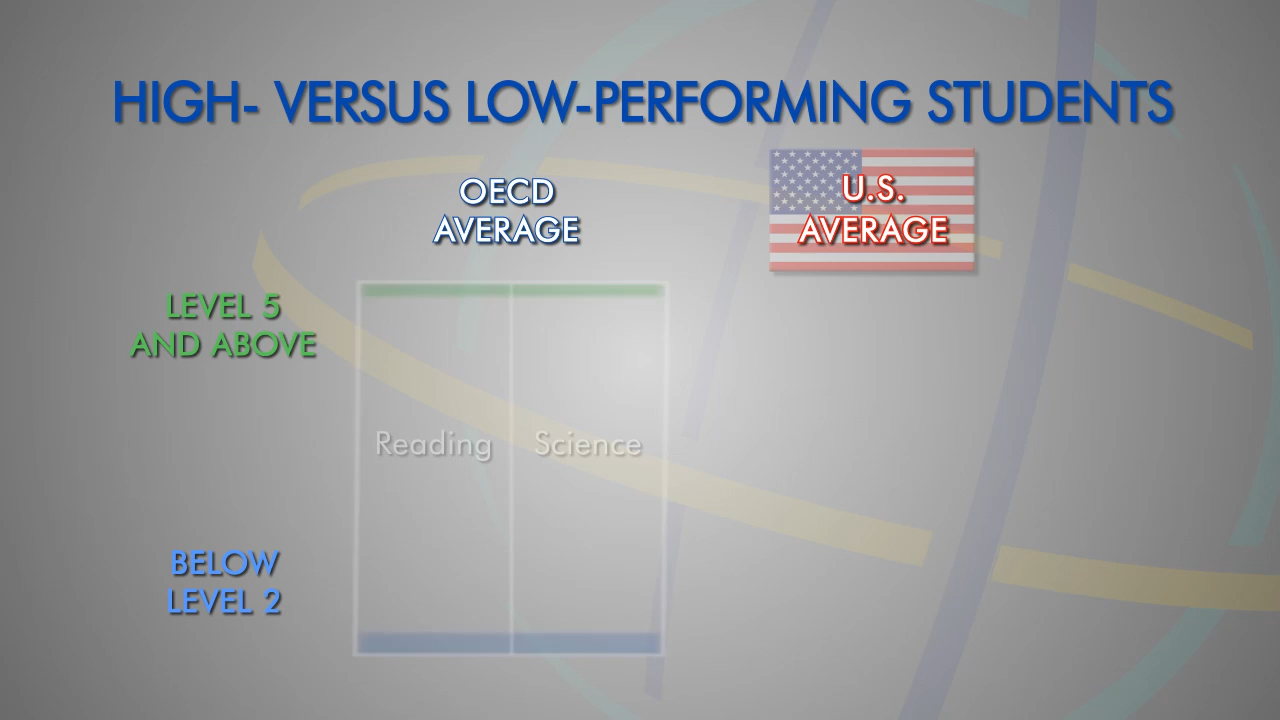 HIGH- VERSUS LOW-PERFORMING STUDENTS
OECD
AVERAGE
U.S.
AVERAGE
LEVEL 5
AND ABOVE
Reading
Science
BELOW
LEVEL 2